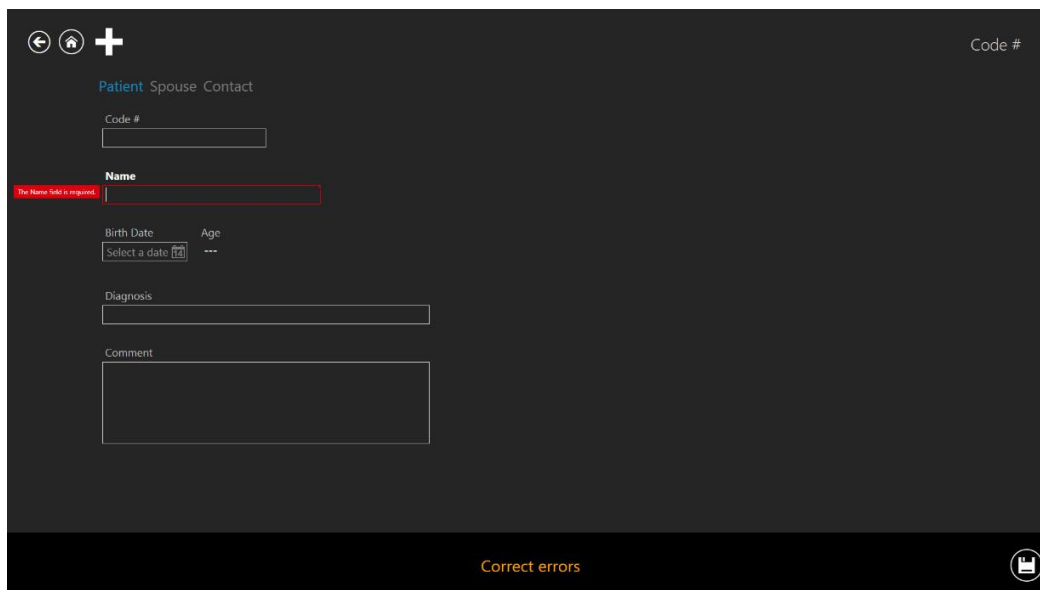 Code #
Patient Spouse Contact
Code #
Name
The Name field is required.
Birth Date Age
Select a date 14 ---
Diagnosis
Comment
Correct errors